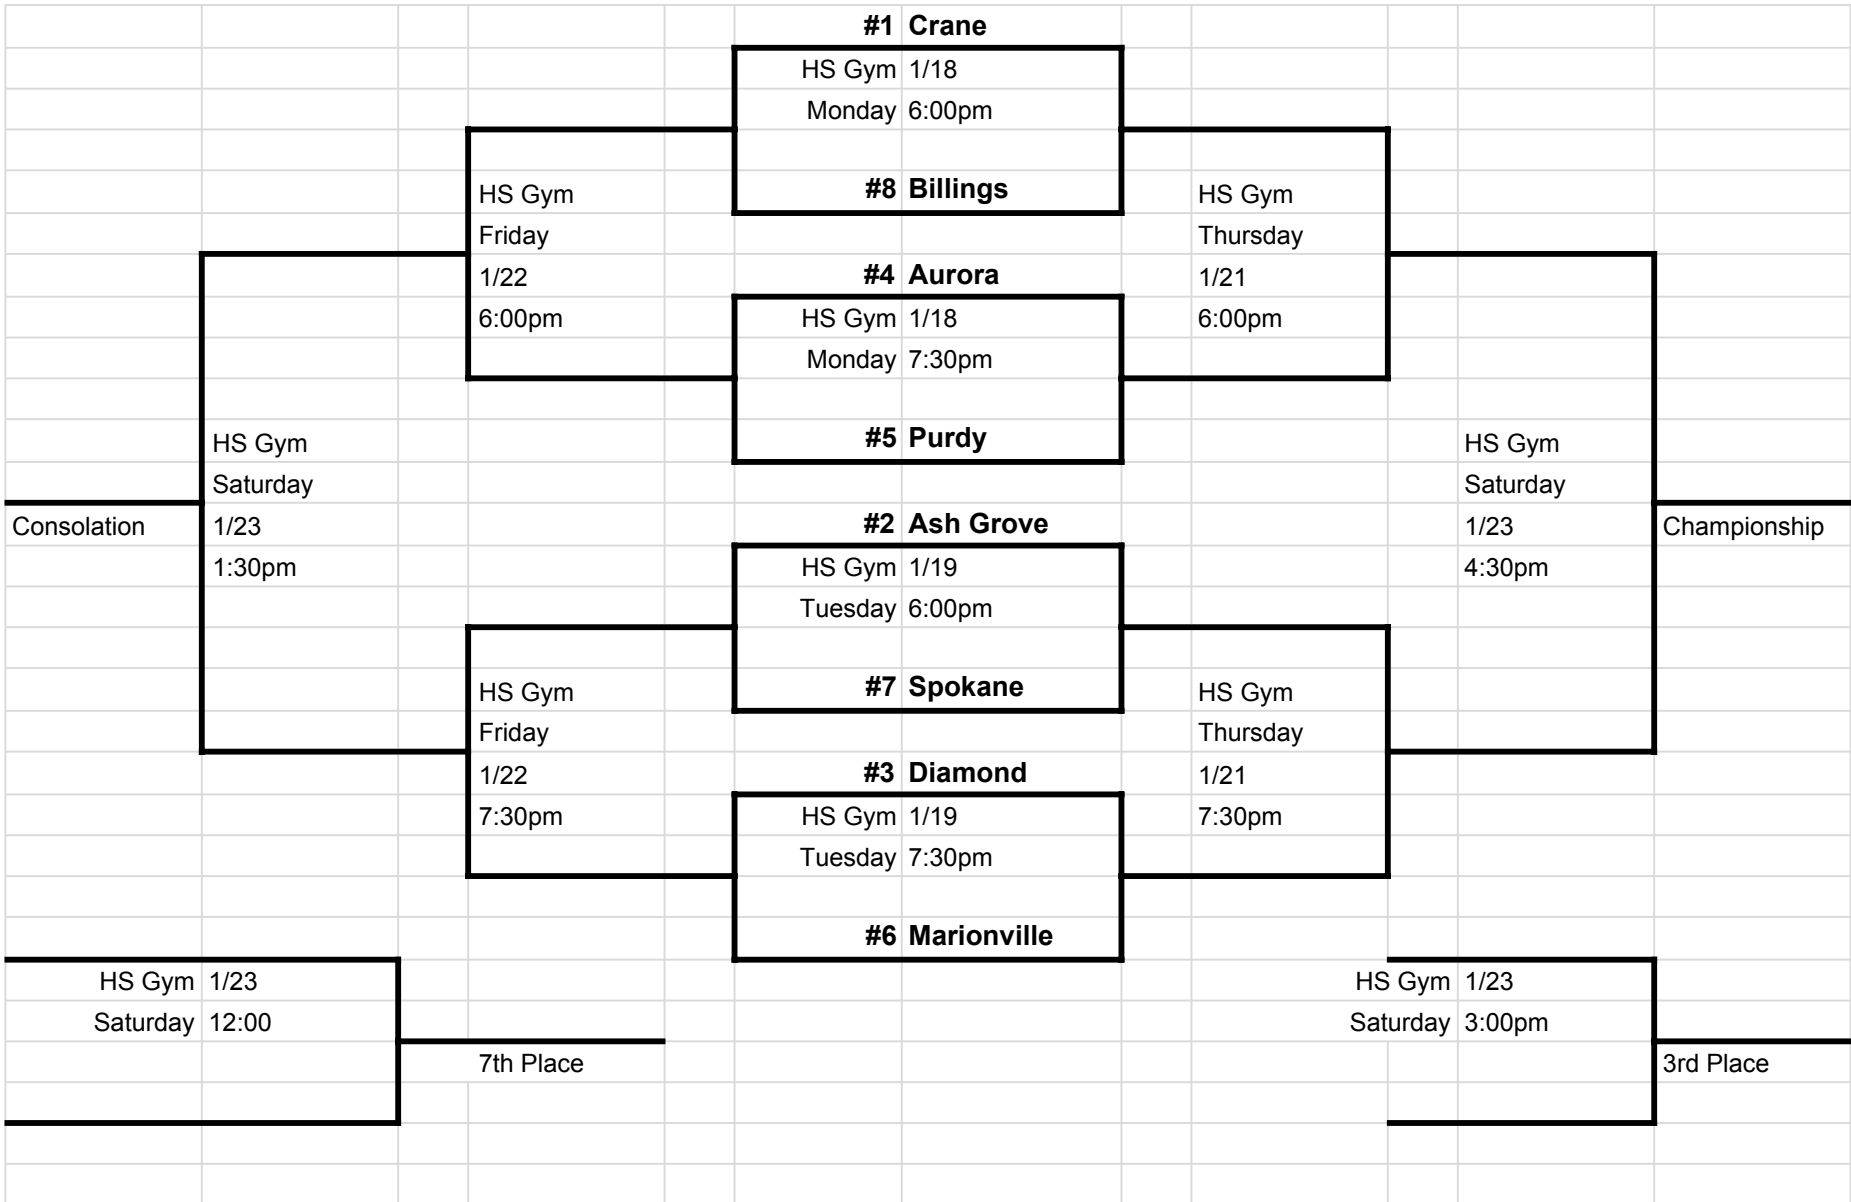 #1 Crane
HS Gym 1/18
Monday 6:00pm
HS Gym #8 Billings HS Gym
Friday Thursday
1/22 #4 Aurora 1/21
6:00pm HS Gym 1/18 6:00pm
Monday 7:30pm
HS Gym #5 Purdy HS Gym
Saturday Saturday
Consolation 1/23 #2 Ash Grove 1/23 Championship
1:30pm HS Gym 1/19 4:30pm
Tuesday 6:00pm
HS Gym #7 Spokane HS Gym
Friday Thursday
1/22 #3 Diamond 1/21
7:30pm HS Gym 1/19 7:30pm
Tuesday 7:30pm
#6 Marionville
HS Gym 1/23 HS Gym 1/23
Saturday 12:00 Saturday 3:00pm
7th Place 3rd Place